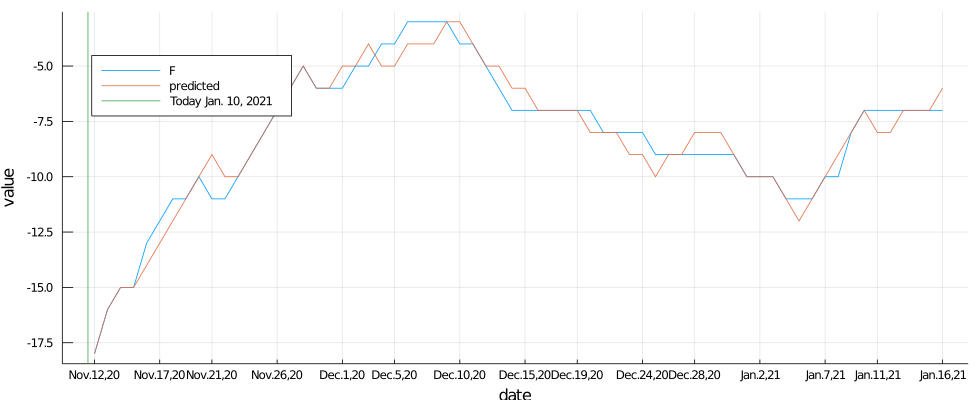 -5.0
-7.5
-10.0
-12.5
-15.0
-17.5
value
F
predicted
Today Jan. 10, 2021
Nov.12,20 Nov.17,20 Nov.21,20 Nov.26,20 Dec.1,20 Dec.5,20 Dec.10,20 Dec.15,20 Dec.19,20 Dec.24,20 Dec.28,20 Jan.2,21 Jan.7,21 Jan.11,21 Jan.16,21
date